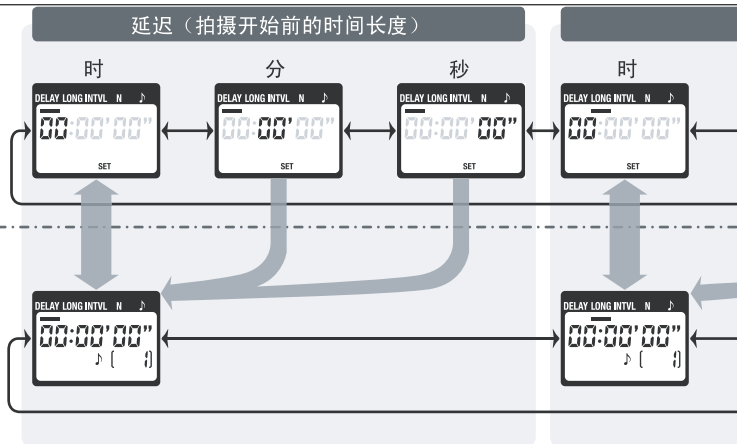 延迟（拍摄开始前的时间长度）
时 分 秒 时
DELAY LONG INTVL N ♪
00:00'00”
SET
DELAY LONG INTVL N ♪
00:00'00”
SET
DELAY LONG INTVL N ♪
00:00'00”
SET
DELAY LONG INTVL N ♪
00:00'00”
SET
DELAY LONG INTVL N ♪
00:00'00”
♪ [ 1]
DELAY LONG INTVL N ♪
00:00'00”
♪ [ 1]